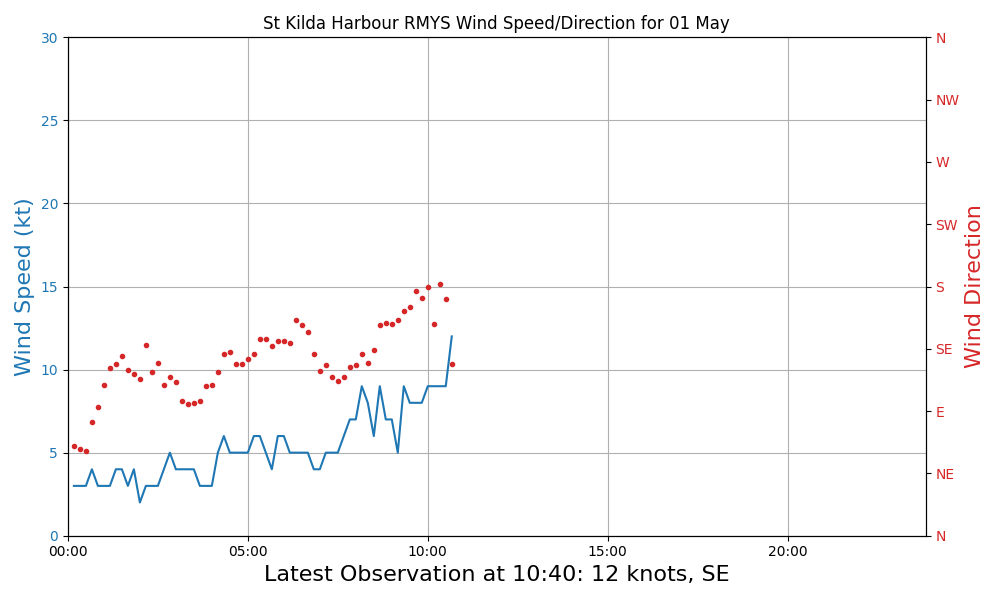 St Kilda Harbour RMYS Wind Speed/Direction for 01 May
30
25
20
15
10
5
0
Wind Speed (kt)
N
NW
W
SW
S
SE
E
NE
N
Wind Direction
00:00
05:00
10:00
15:00
20:00
Latest Observation at 10:40: 12 knots, SE